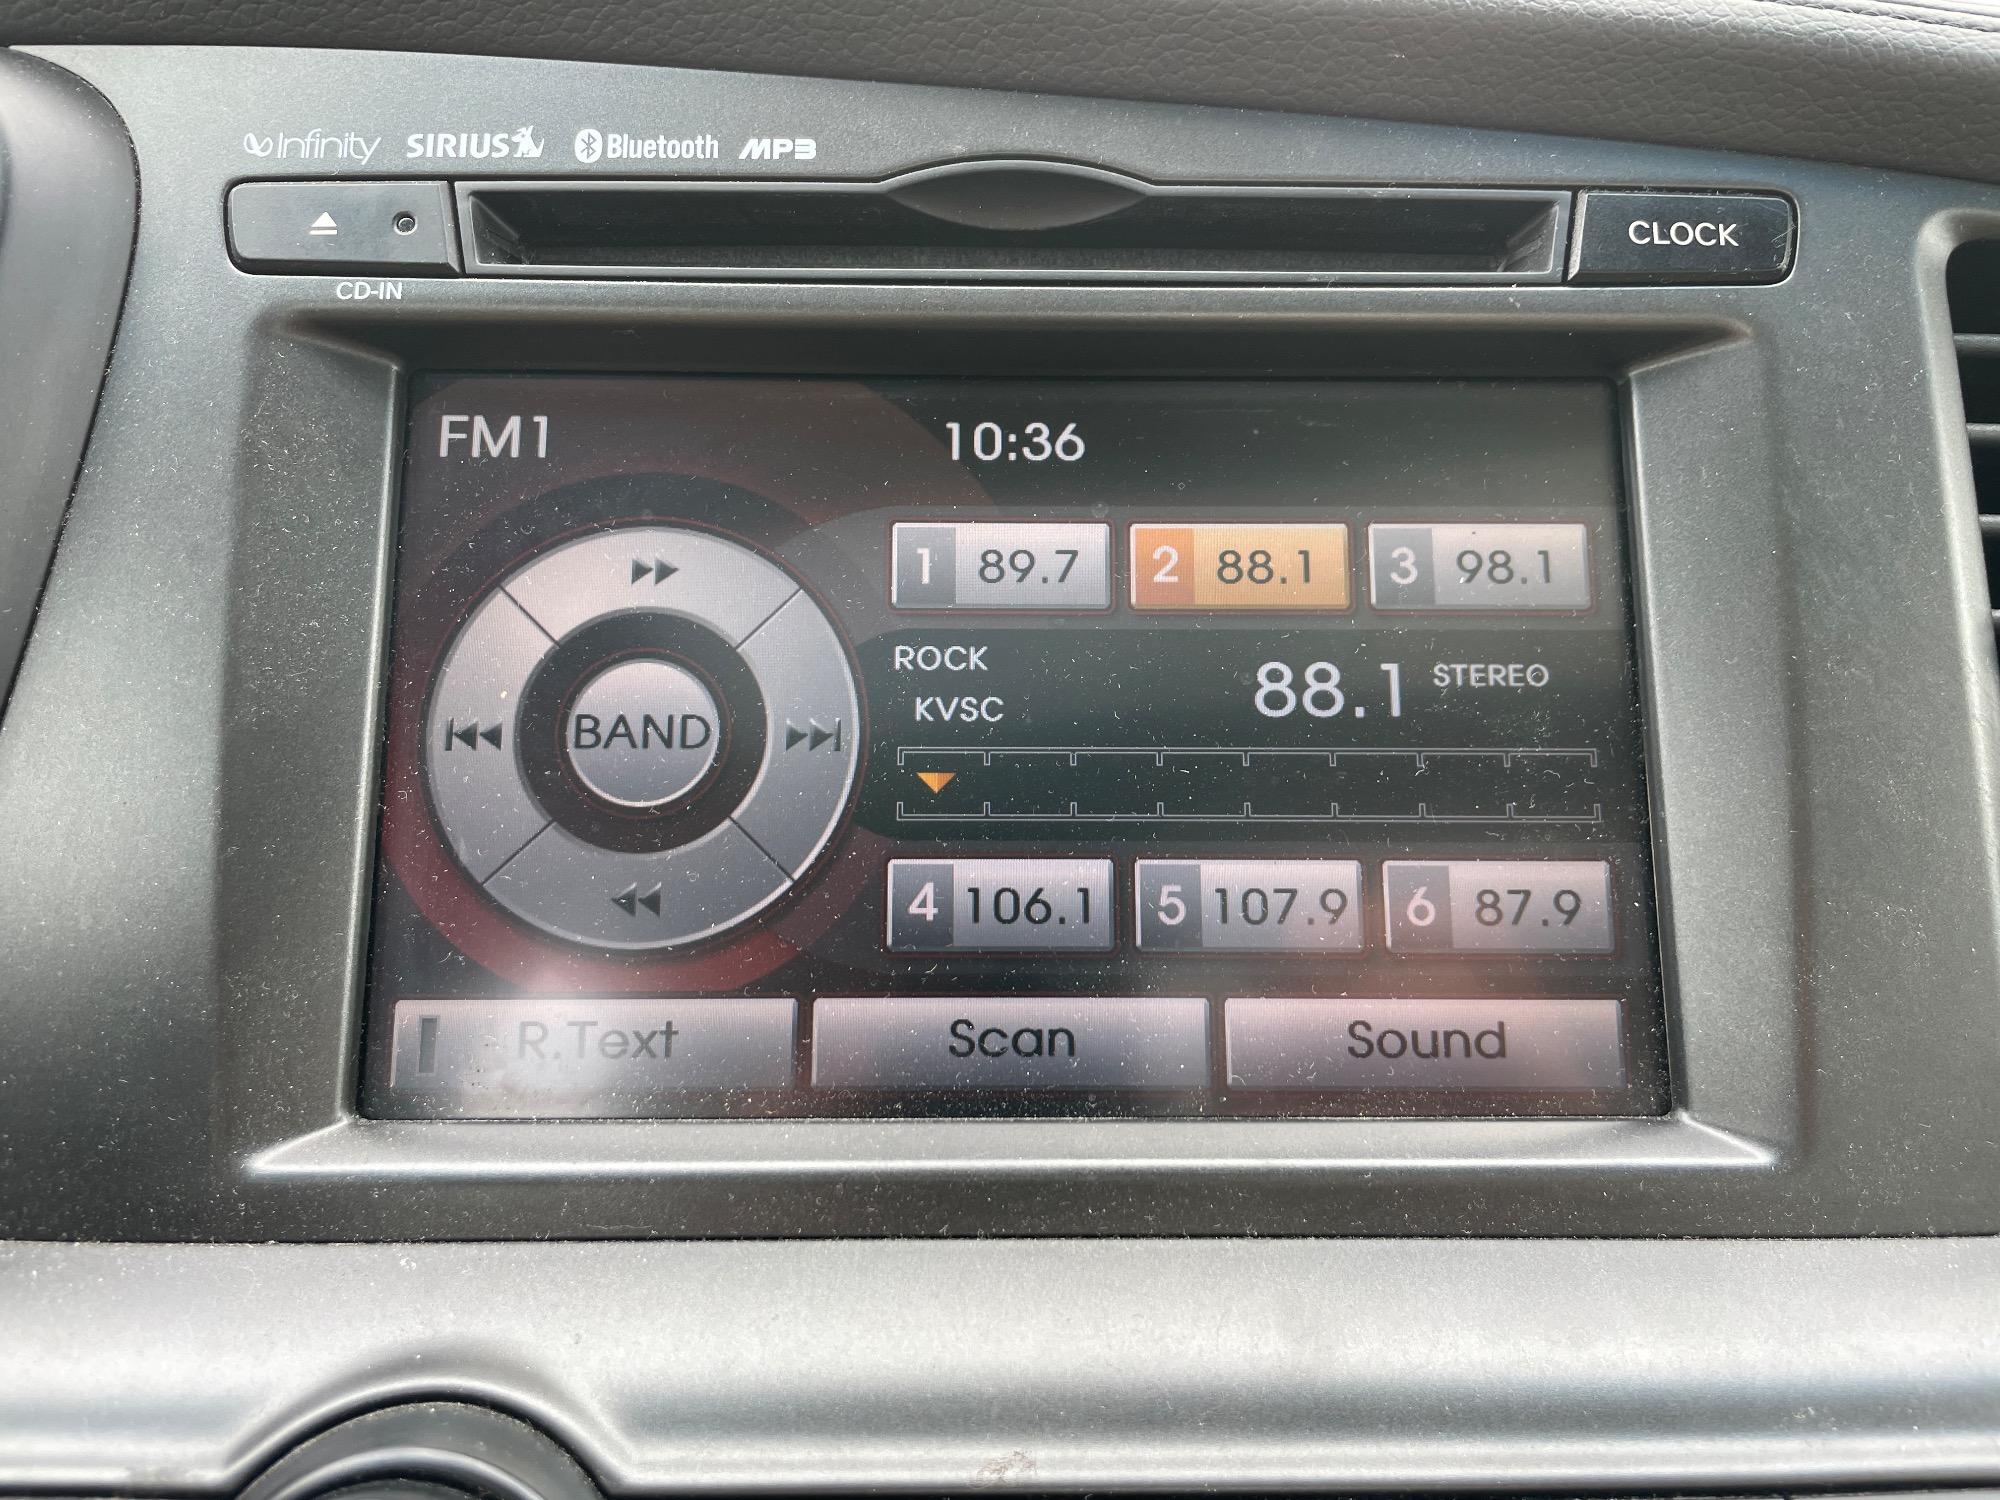 Infinity SIRIUS Bluetooth MP3
CLOCK
CD-IN
FM1 10:36
1 89.7 2 88.1 3 98.1
ROCK 88.1 STEREO
KVSC
BAND
4 106.1 5 107.9 6 87.9
R.Text Scan Sound